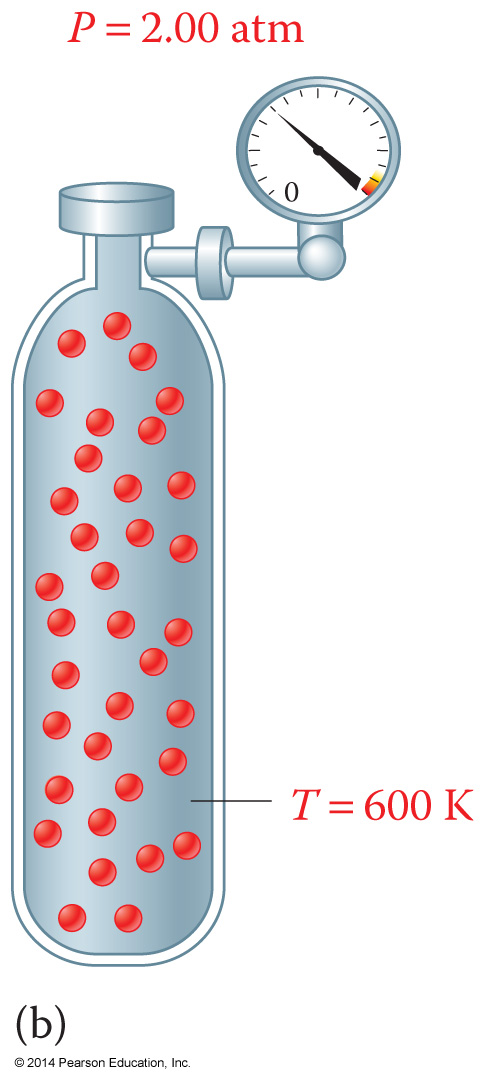 P = 2.00 atm
0
T = 600 K
(b)
© 2014 Pearson Education, Inc.